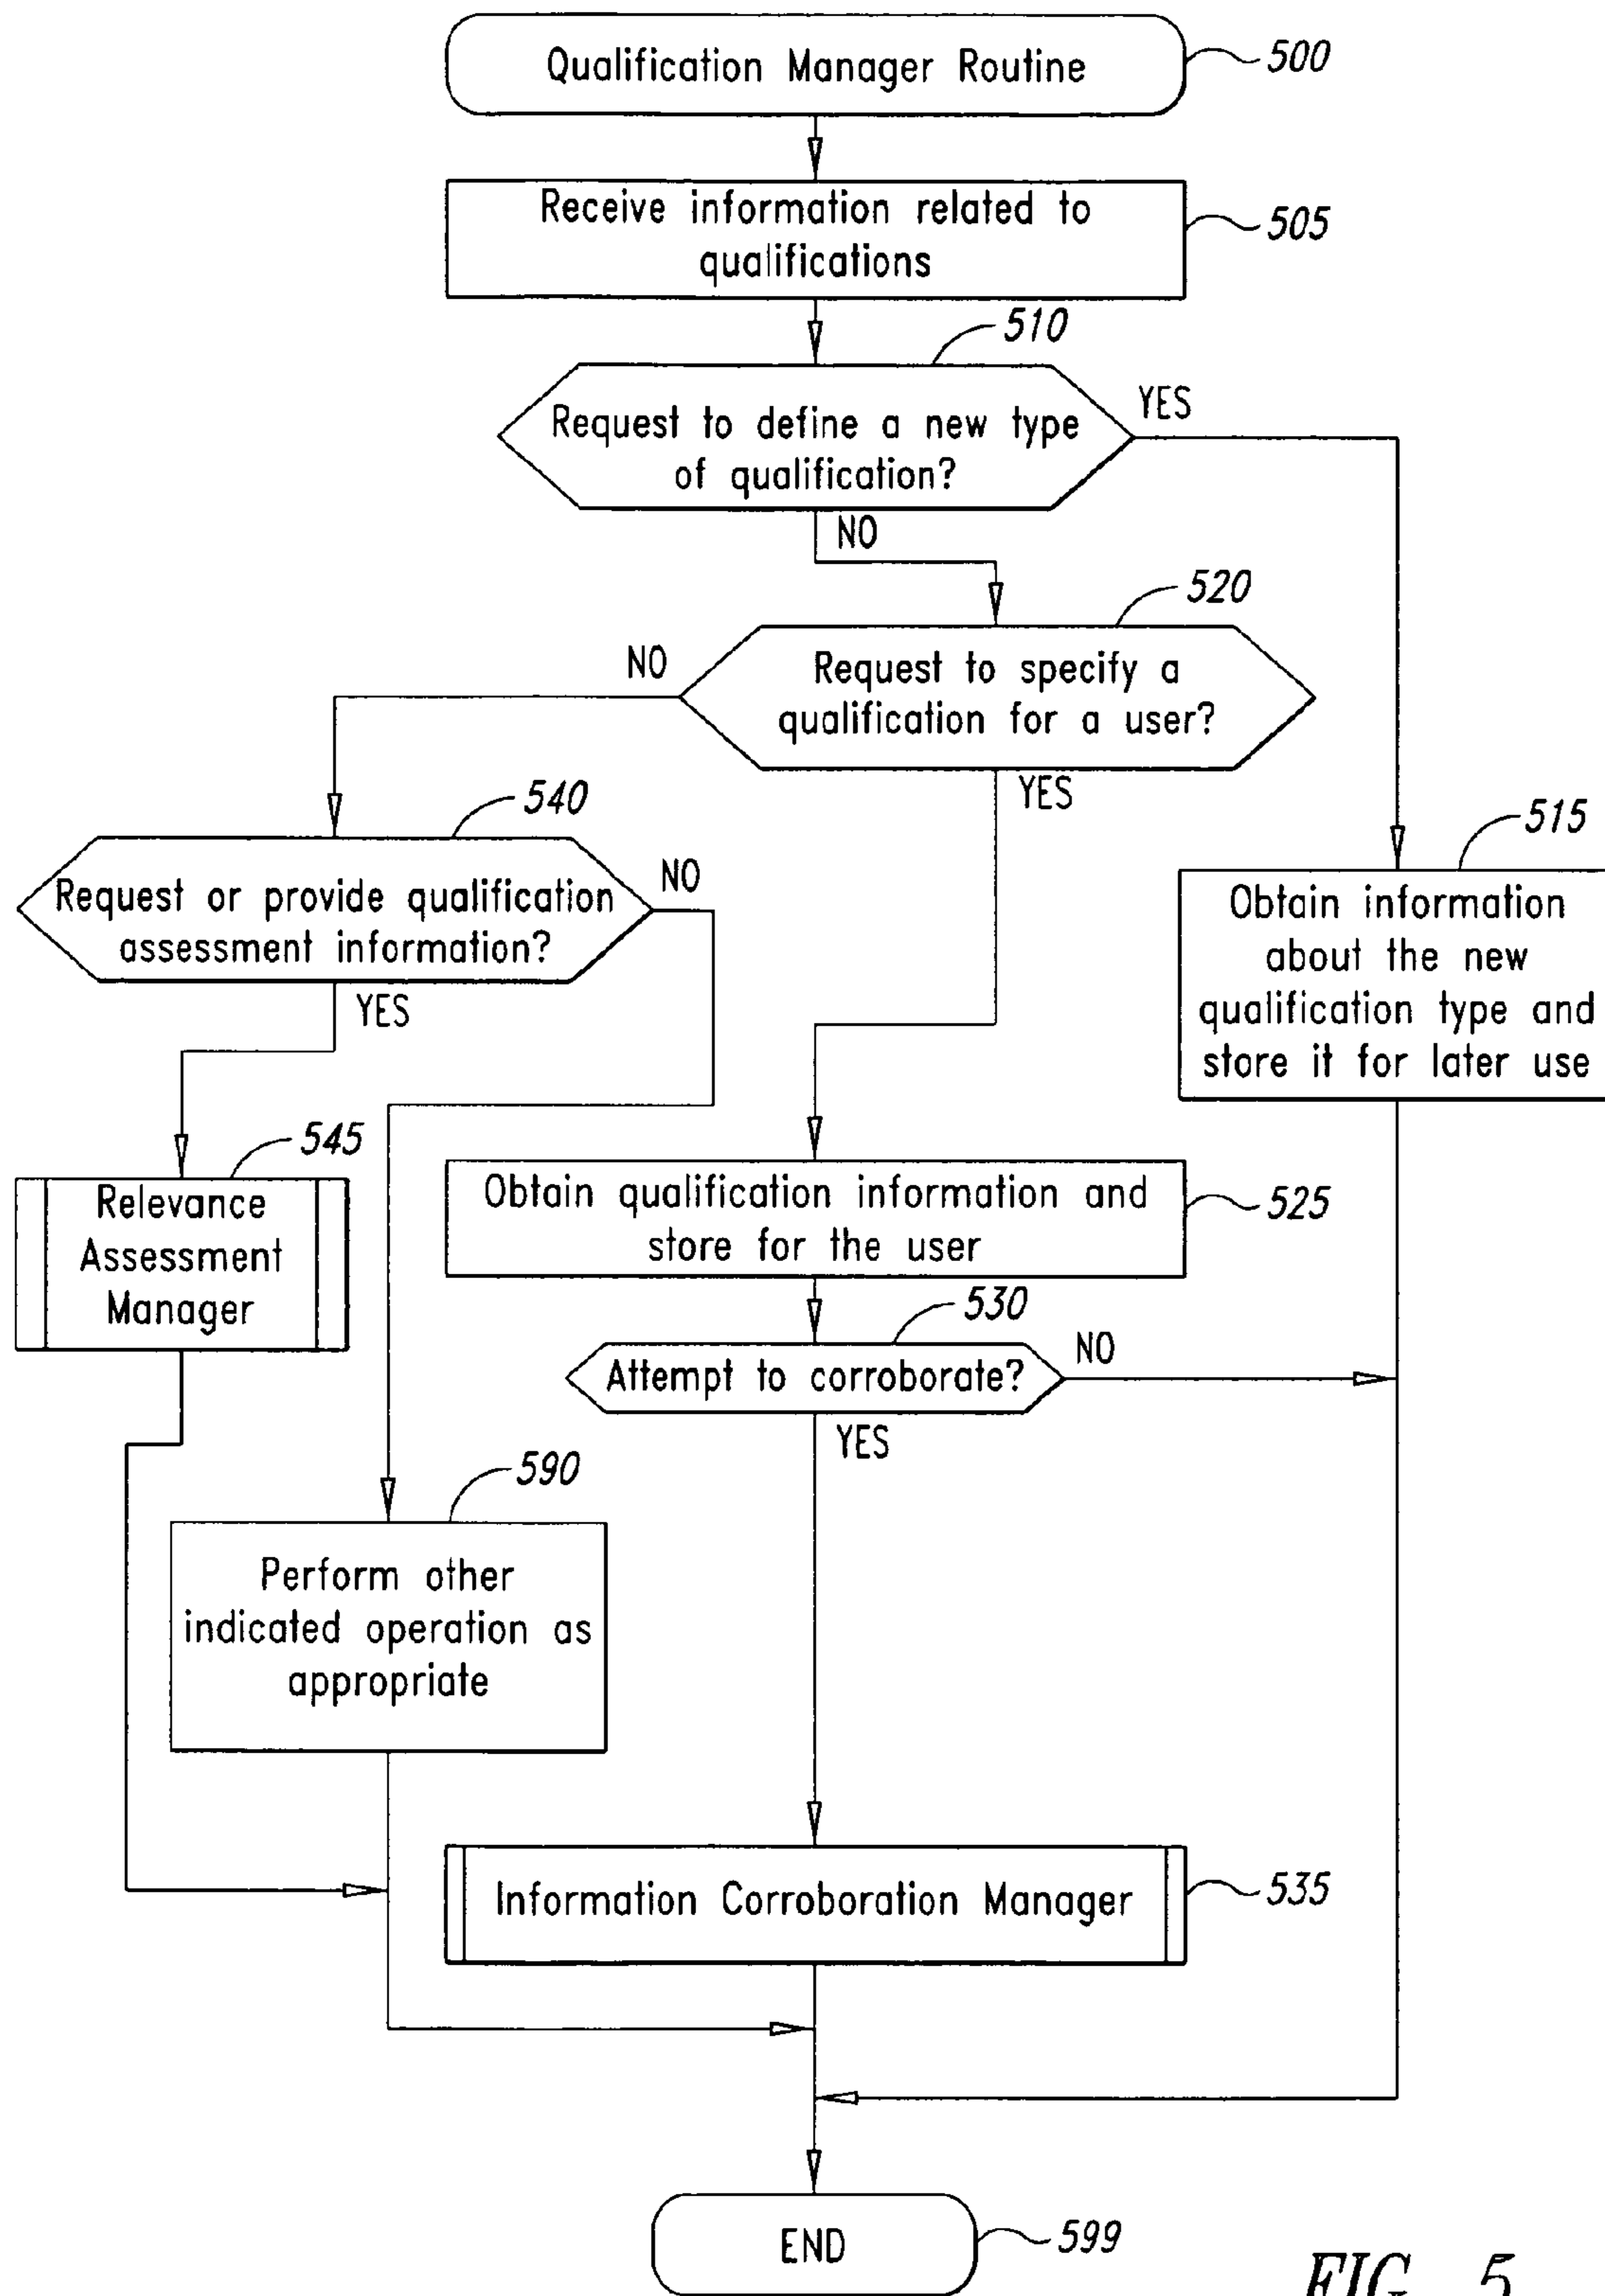 Qualification Manager Routine
500
Receive information related to
qualifications
505
510
Request to define a new type
of qualification?
YES
NO
520
Request to specify a
qualification for a user?
NO
YES
540
Request or provide qualification
assessment information?
NO
YES
515
Obtain information
about the new
qualification type and
store it for later use
545
Relevance
Assessment
Manager
Obtain qualification information and
store for the user
525
530
Attempt to corroborate?
NO
YES
590
Perform other
indicated operation as
appropriate
Information Corroboration Manager
535
END
599
FIG. 5